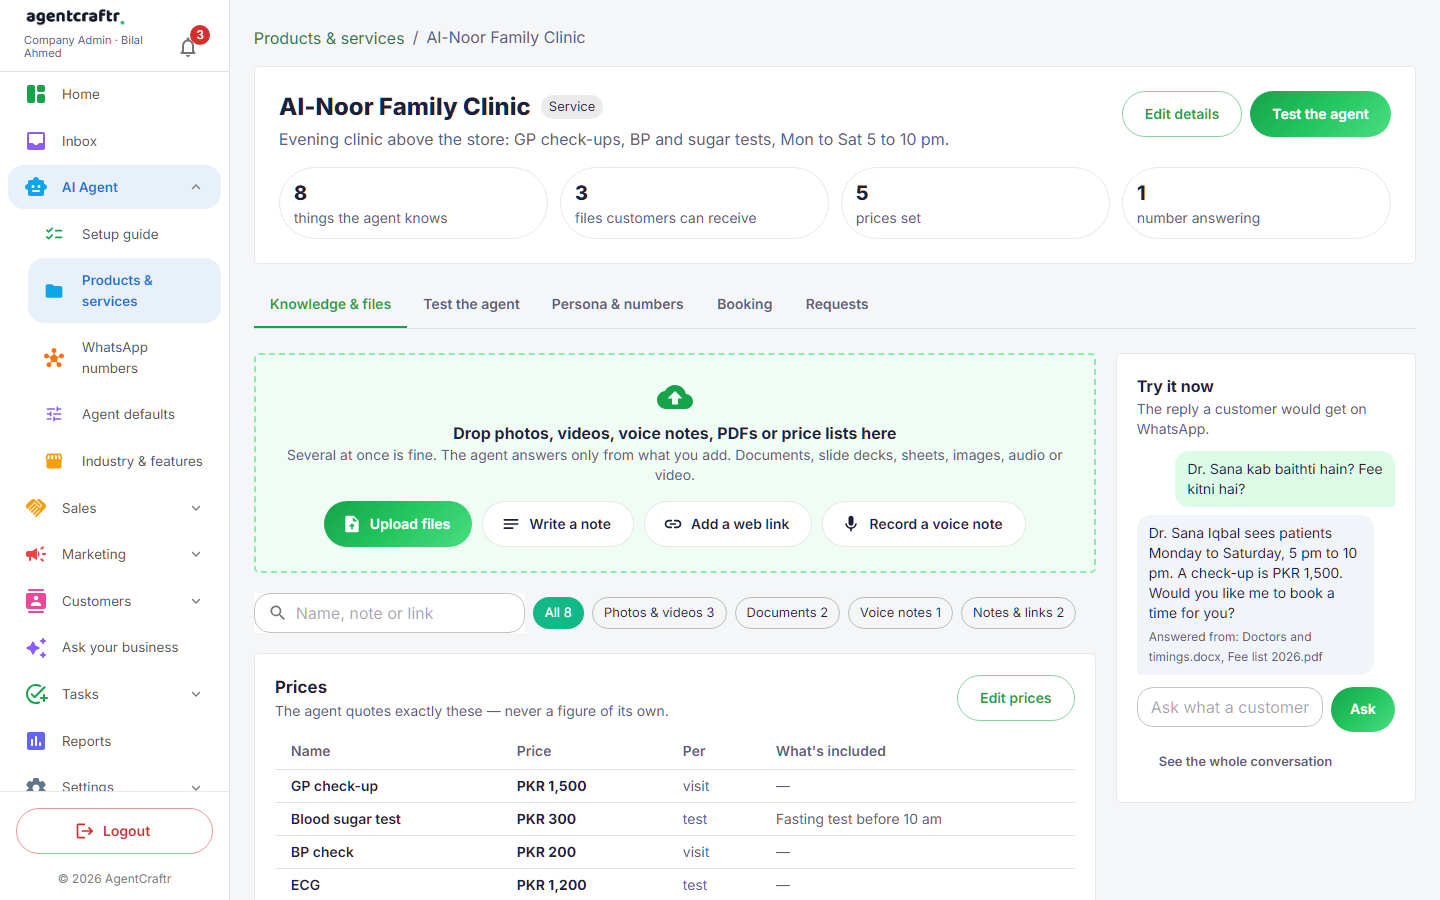 agentcraftr.
Company Admin · Bilal
Ahmed
3
Home
Inbox
AI Agent
Setup guide
Products &
services
WhatsApp
numbers
Agent defaults
Industry & features
Sales
Marketing
Customers
Ask your business
Tasks
Reports
Settings
Logout
© 2026 AgentCraftr
Products & services / Al-Noor Family Clinic
Al-Noor Family Clinic Service
Edit details
Test the agent
Evening clinic above the store: GP check-ups, BP and sugar tests, Mon to Sat 5 to 10 pm.
8
things the agent knows
3
files customers can receive
5
prices set
1
number answering
Knowledge & files
Test the agent
Persona & numbers
Booking
Requests
Drop photos, videos, voice notes, PDFs or price lists here
Several at once is fine. The agent answers only from what you add. Documents, slide decks, sheets, images, audio or
video.
Upload files
Write a note
Add a web link
Record a voice note
Name, note or link
All 8
Photos & videos 3
Documents 2
Voice notes 1
Notes & links 2
Prices
The agent quotes exactly these — never a figure of its own.
Edit prices
Name Price Per What's included
GP check-up PKR 1,500 visit —
Blood sugar test PKR 300 test Fasting test before 10 am
BP check PKR 200 visit —
ECG PKR 1,200 test —
Try it now
The reply a customer would get on
WhatsApp.
Dr. Sana kab baithti hain? Fee
kitni hai?
Dr. Sana Iqbal sees patients
Monday to Saturday, 5 pm to 10
pm. A check-up is PKR 1,500.
Would you like me to book a
time for you?
Answered from: Doctors and
timings.docx, Fee list 2026.pdf
Ask what a customer
Ask
See the whole conversation